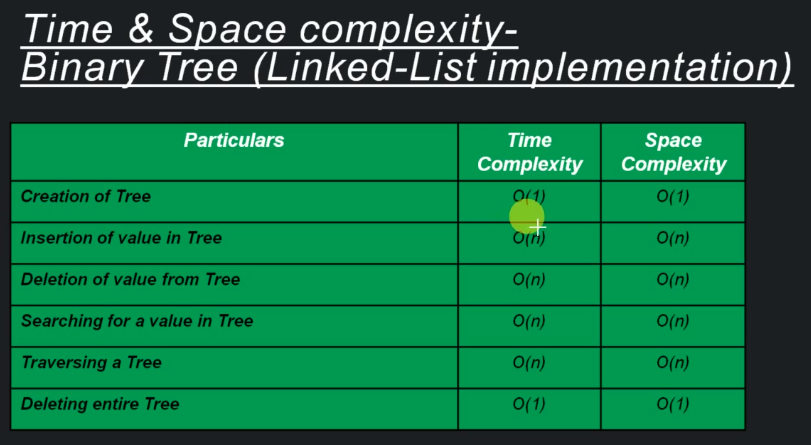 Time & Space complexity-
Binary Tree (Linked-List implementation)
Particulars Time Complexity Space Complexity
Creation of Tree O(1) O(1)
Insertion of value in Tree O(n) O(n)
Deletion of value from Tree O(n) O(n)
Searching for a value in Tree O(n) O(n)
Traversing a Tree O(n) O(n)
Deleting entire Tree O(1) O(1)